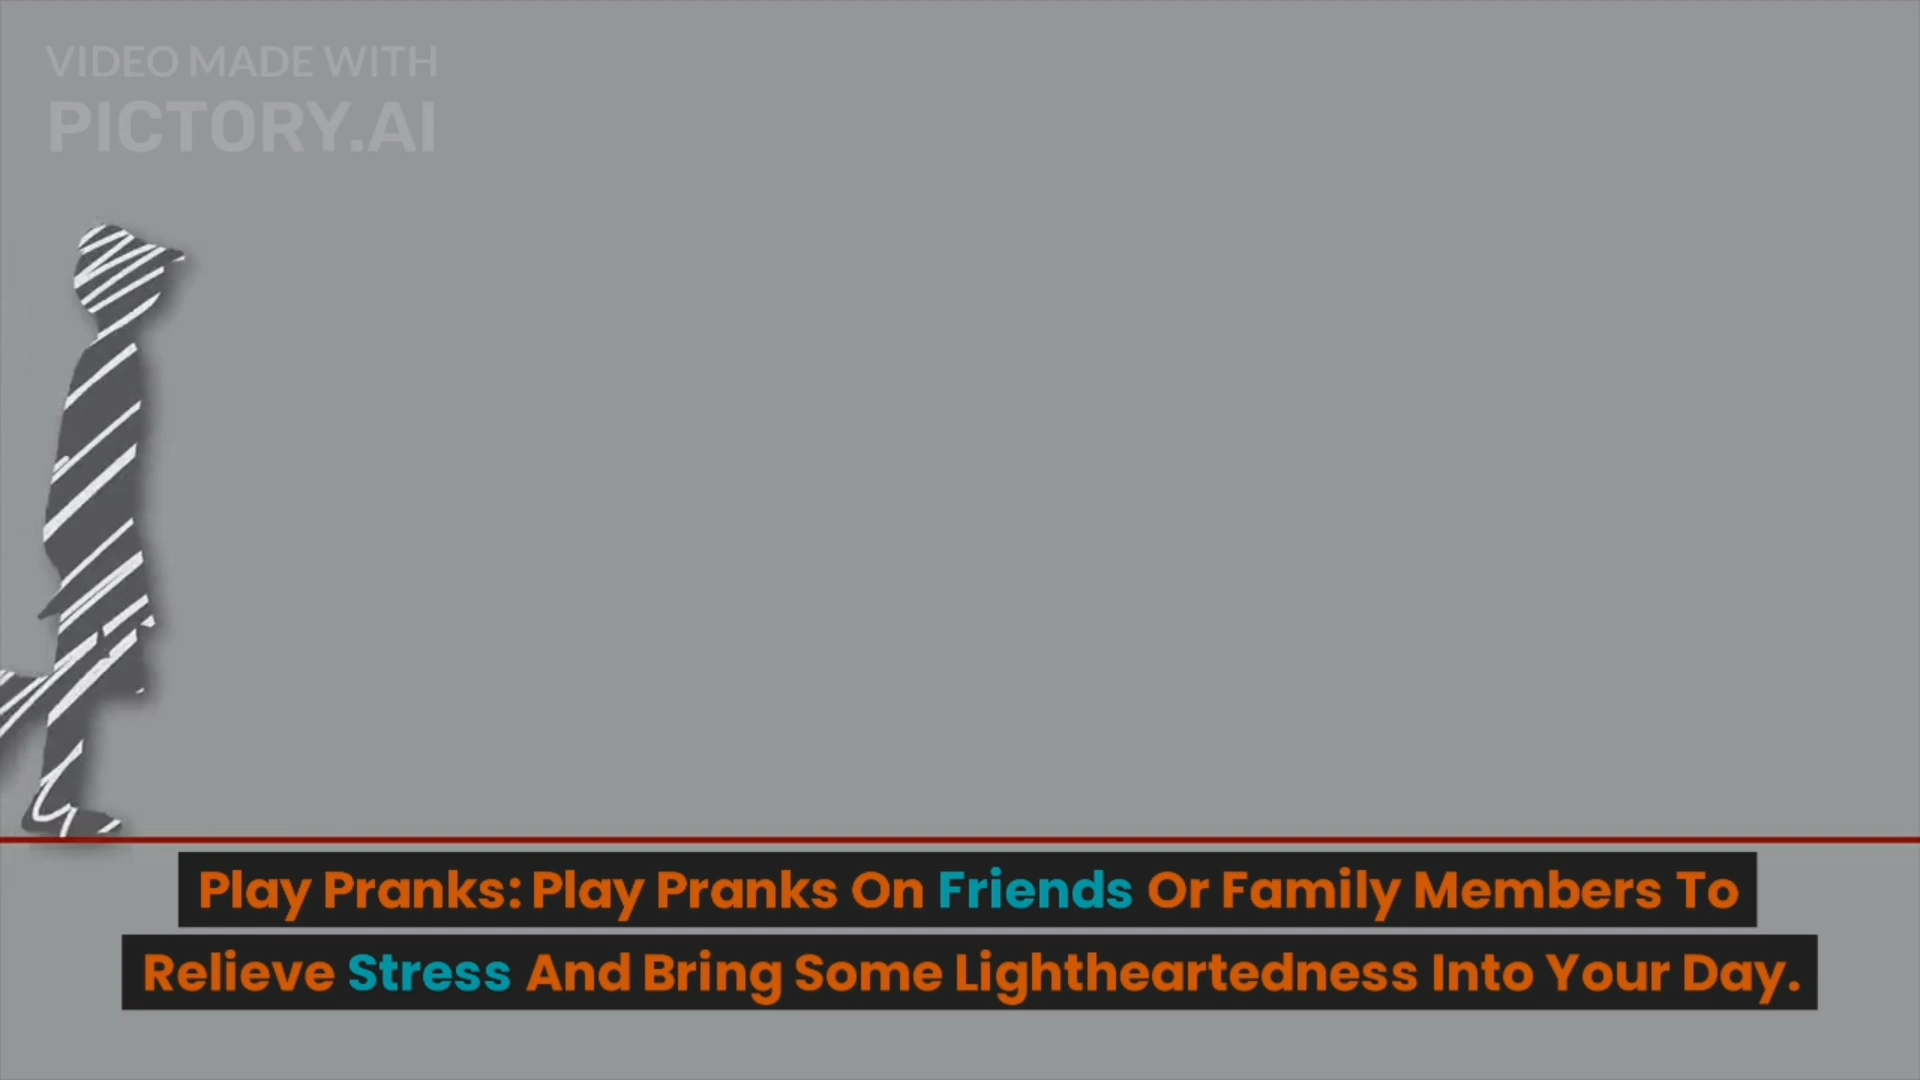 VIDEO MADE WITH
PICTORY.AI
Play Pranks: Play Pranks On Friends Or Family Members To
Relieve Stress And Bring Some Lightheartedness Into Your Day.